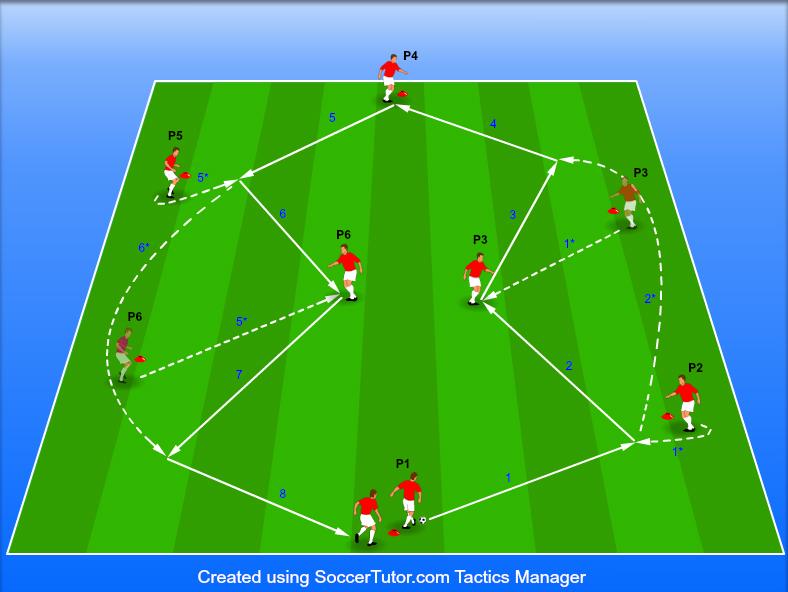 P4
5
4
P5
5*
P3
6
3
1*
P6
P3
6*
2*
P6
5*
2
7
P2
1*
P1
1
8
Created using SoccerTutor.com Tactics Manager